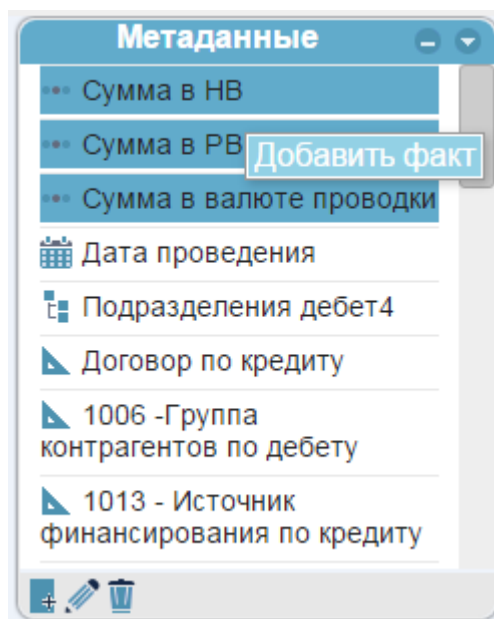 Метаданные
Сумма в НВ
Сумма в РВ
Добавить факт
Сумма в валюте проводки
Дата проведения
Подразделения дебет4
Договор по кредиту
1006 -Группа
контрагентов по дебету
1013 - Источник
финансирования по кредиту